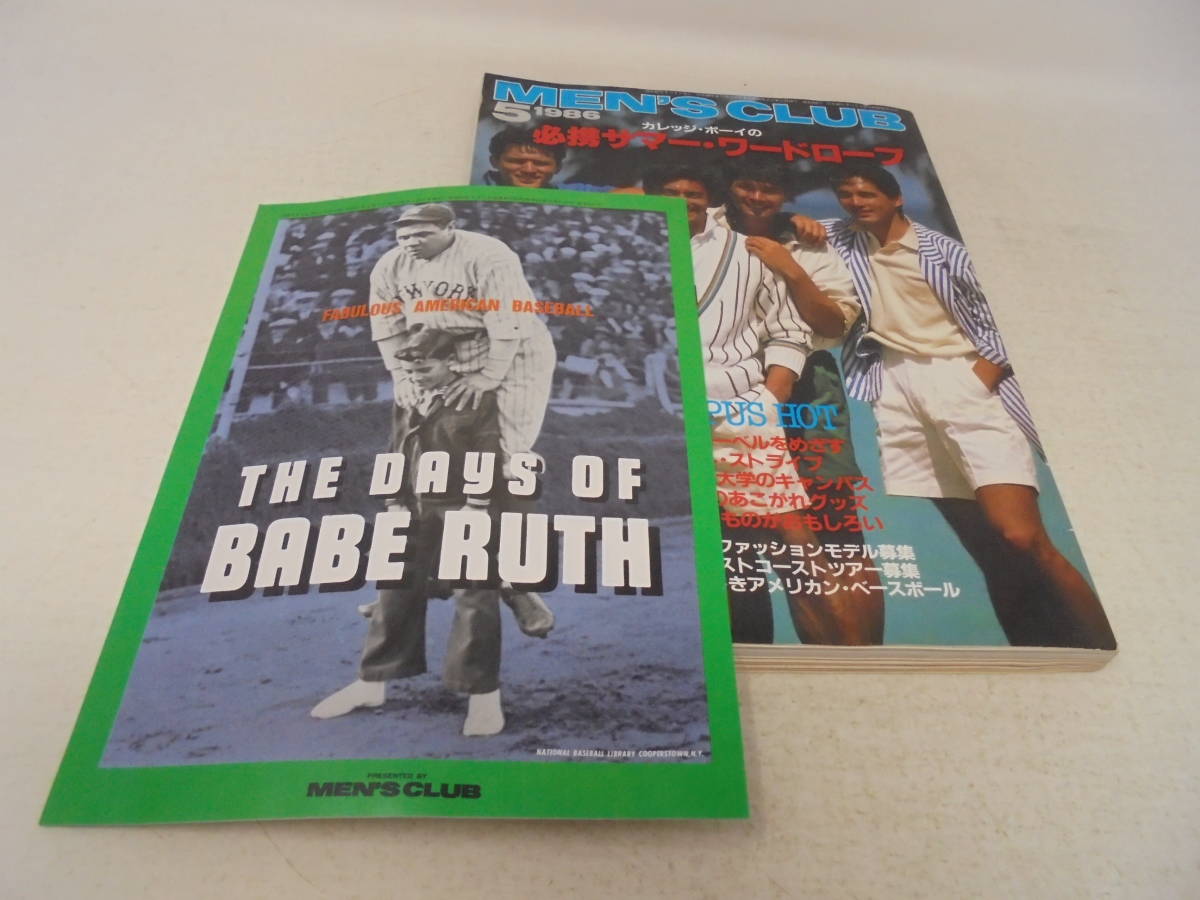 MEN'S CLUB
5 1986
カレッジ・ボーイの
必携サマー・ワードローブ
PUS HOT
ーベルをめざす
・ストライプ
大学のキャンパス
のあこがれグッズ
ものがおもしろい
ファッションモデル募集
ストコーストツアー募集
きアメリカン・ベースボール
NEW YORK
FABULOUS AMERICAN BASEBALL
THE DAYS OF
BABE RUTH
NATIONAL BASEBALL LIBRARY COOPERSTOWN, N.Y.
PRESENTED BY
MEN'S CLUB